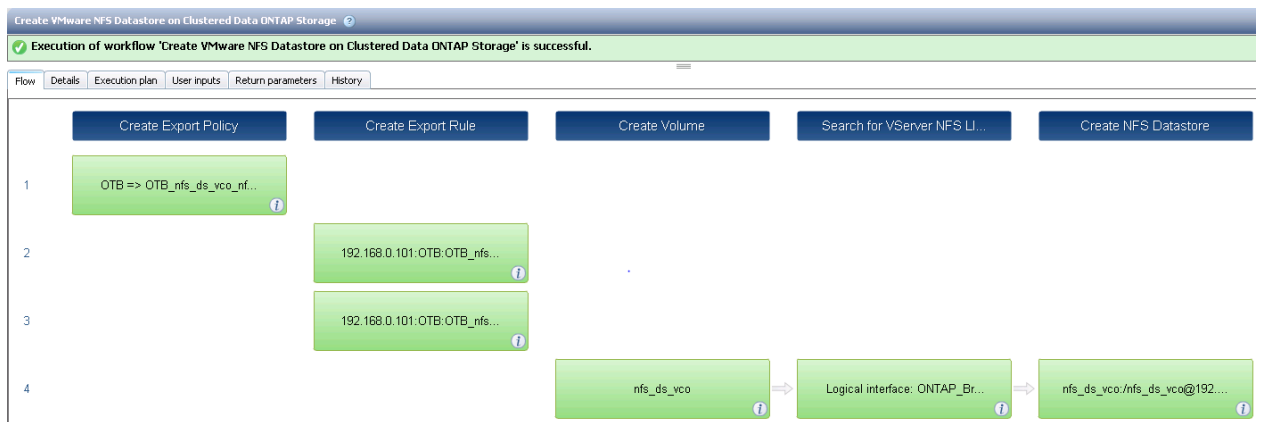 Create VMware NFS Datastore on Clustered Data ONTAP Storage ?
Execution of workflow 'Create VMware NFS Datastore on Clustered Data ONTAP Storage' is successful.
Flow Details Execution plan User inputs Return parameters History
Create Export Policy Create Export Rule Create Volume Search for VServer NFS LI... Create NFS Datastore
1 OTB => OTB_nfs_ds_vco_nf... i
2 192.168.0.101:OTB:OTB_nfs... i
3 192.168.0.101:OTB:OTB_nfs... i
4 nfs_ds_vco i Logical interface: ONTAP_Br... i nfs_ds_vco:/nfs_ds_vco@192.... i